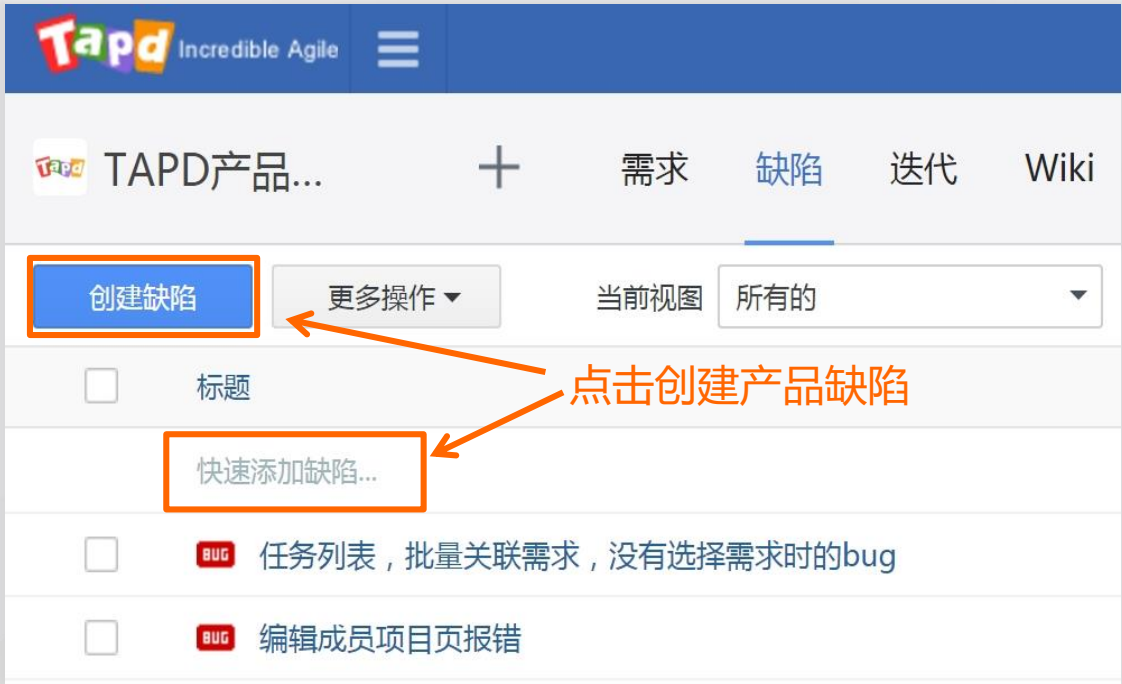 Tapd Incredible Agile
Tapd TAPD产品... 需求 缺陷 迭代 Wiki
创建缺陷 更多操作 当前视图 所有的
标题
点击创建产品缺陷
快速添加缺陷...
BUG 任务列表，批量关联需求，没有选择需求时的bug
BUG 编辑成员项目页报错